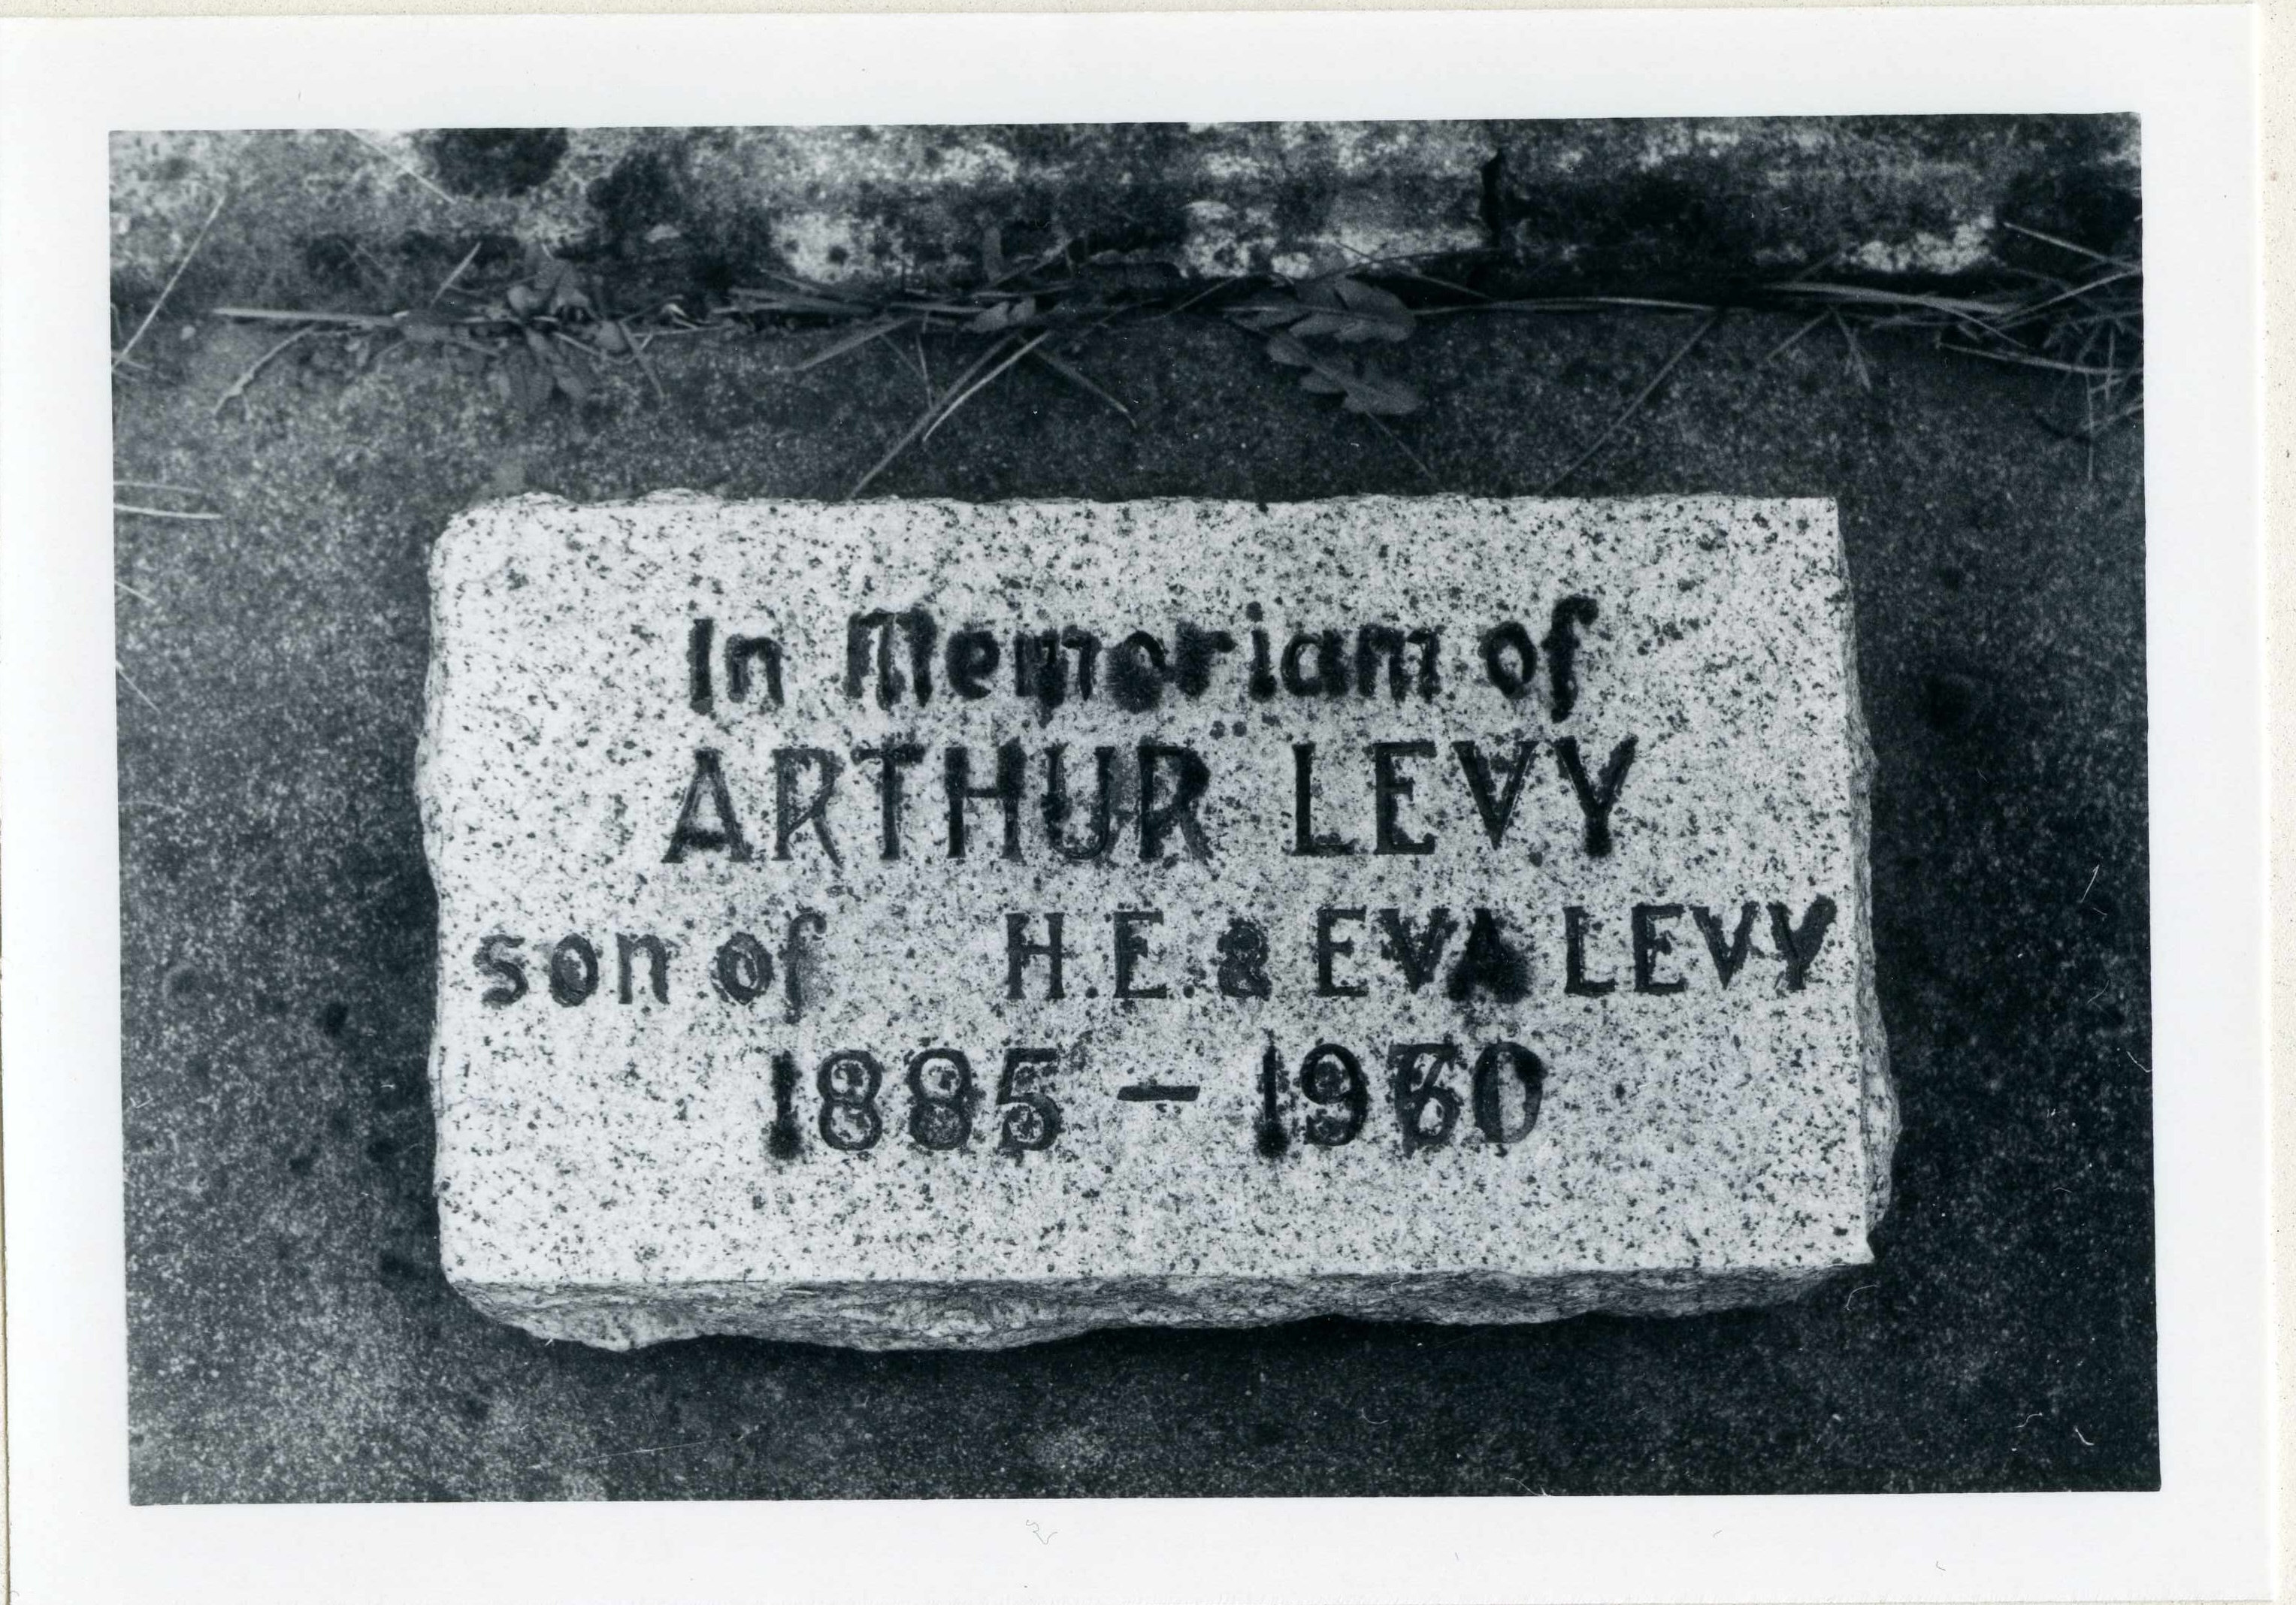 In Memoriam of
ARTHUR LEVY
son of H.E. & EVA LEVY
1885 – 1960